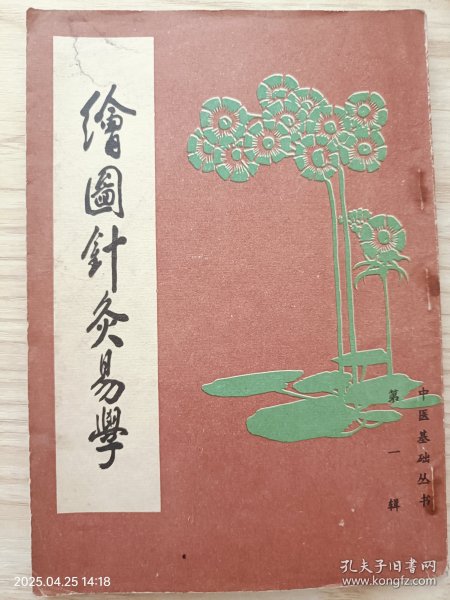 繪圖針灸易學
中医基础丛书
第一辑
2025.04.25 14:18
孔夫子旧书网
www.kongfz.com